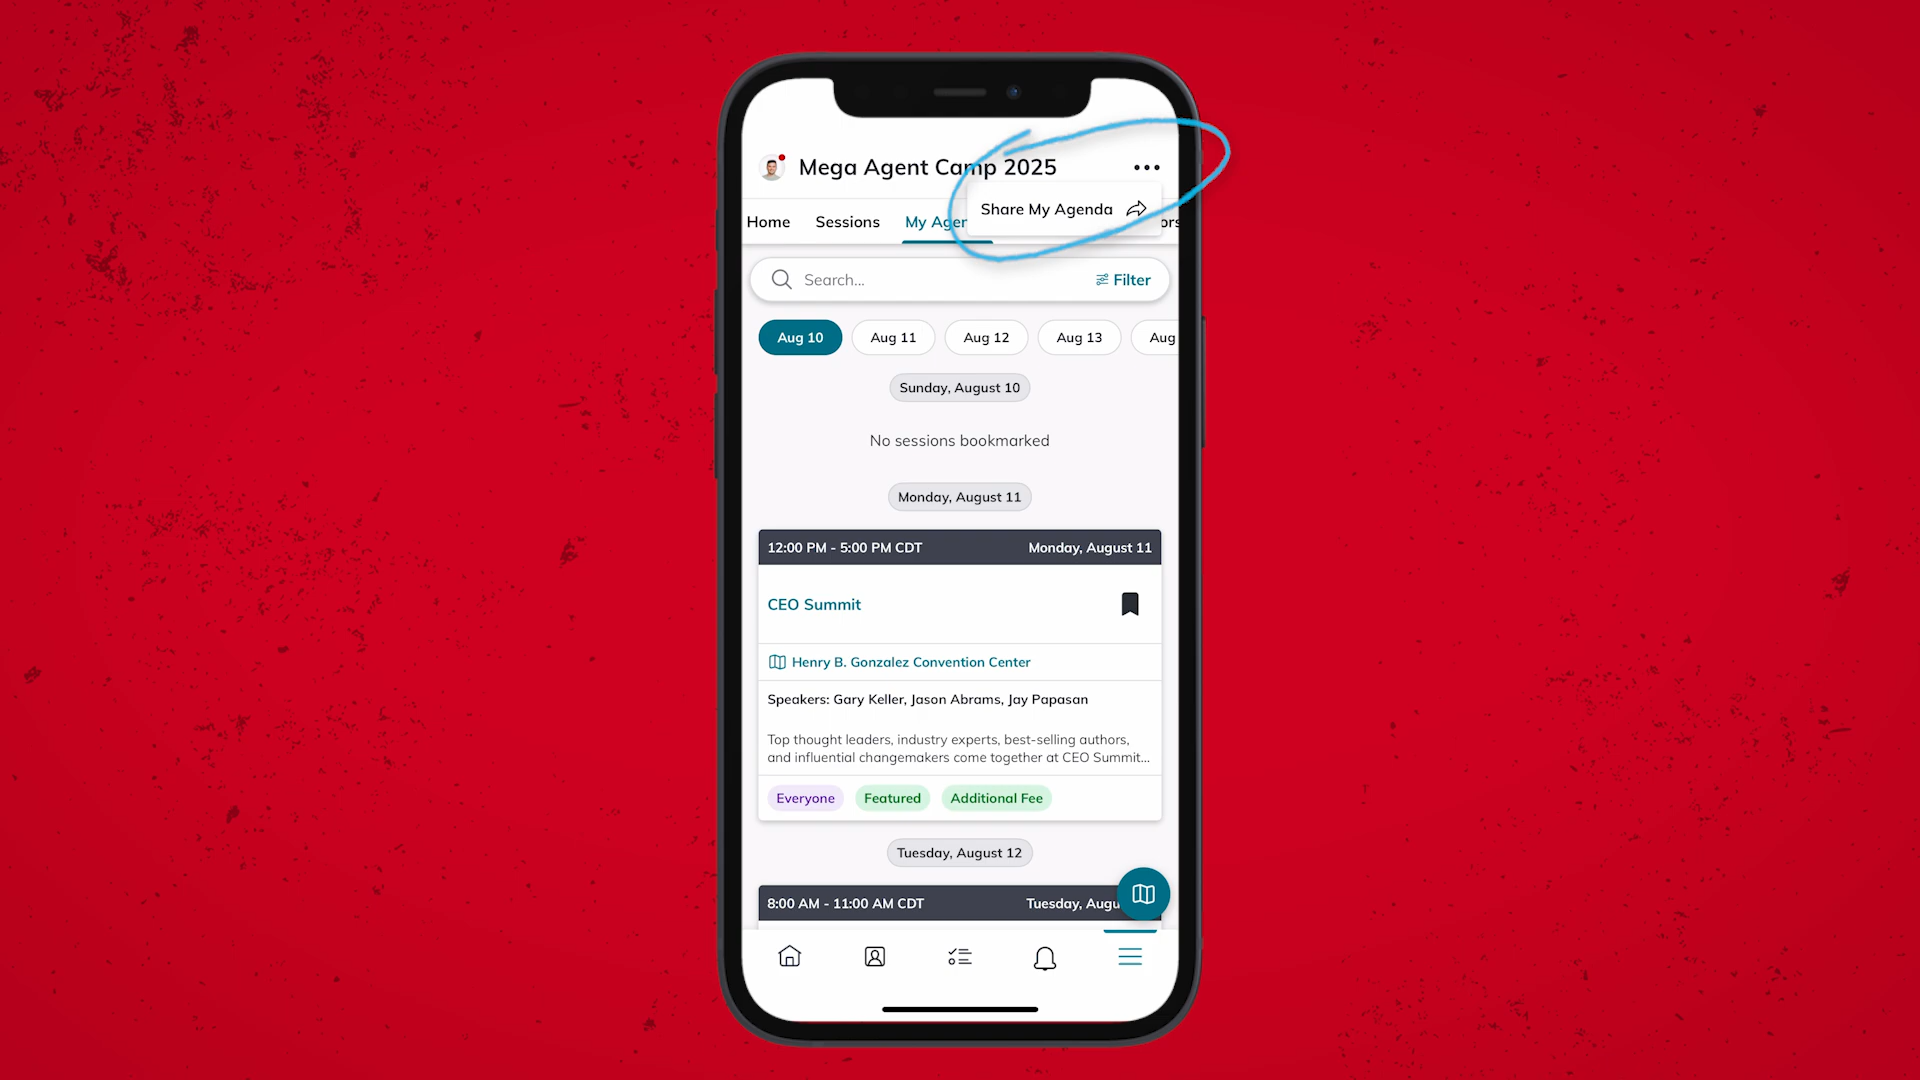 Mega Agent Camp 2025
Share My Agenda
Home Sessions My Agen ors
Search... Filter
Aug 10 Aug 11 Aug 12 Aug 13 Aug
Sunday, August 10
No sessions bookmarked
Monday, August 11
12:00 PM - 5:00 PM CDT Monday, August 11
CEO Summit
Henry B. Gonzalez Convention Center
Speakers: Gary Keller, Jason Abrams, Jay Papasan
Top thought leaders, industry experts, best-selling authors,
and influential changemakers come together at CEO Summit...
Everyone Featured Additional Fee
Tuesday, August 12
8:00 AM - 11:00 AM CDT Tuesday, Augu